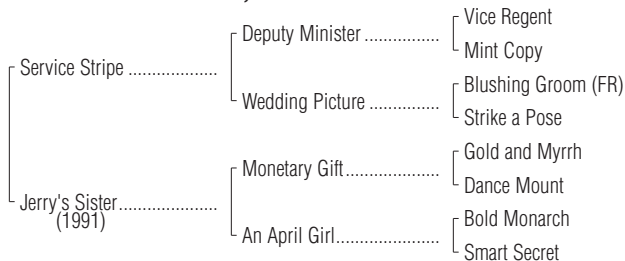 Vice Regent
Deputy Minister ................
Mint Copy
Service Stripe ...................
Blushing Groom (FR)
Wedding Picture ...............
Strike a Pose
Gold and Myrrh
Monetary Gift....................
Dance Mount
Jerry's Sister.....................
(1991)
Bold Monarch
An April Girl......................
Smart Secret